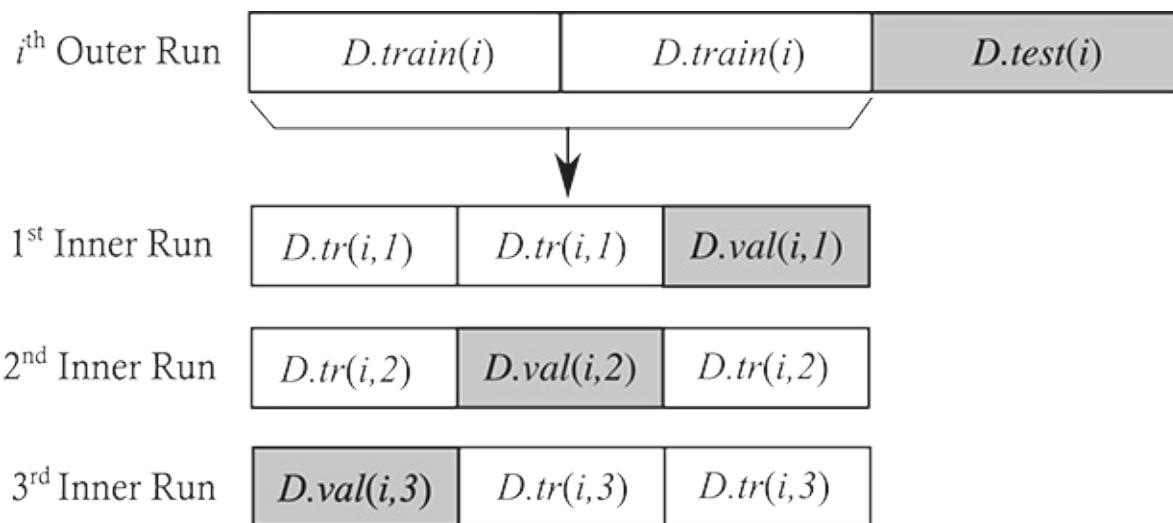 iᵗʰ Outer Run D.train(i) D.train(i) D.test(i)
1ˢᵗ Inner Run D.tr(i,1) D.tr(i,1) D.val(i,1)
2ⁿᵈ Inner Run D.tr(i,2) D.val(i,2) D.tr(i,2)
3ʳᵈ Inner Run D.val(i,3) D.tr(i,3) D.tr(i,3)